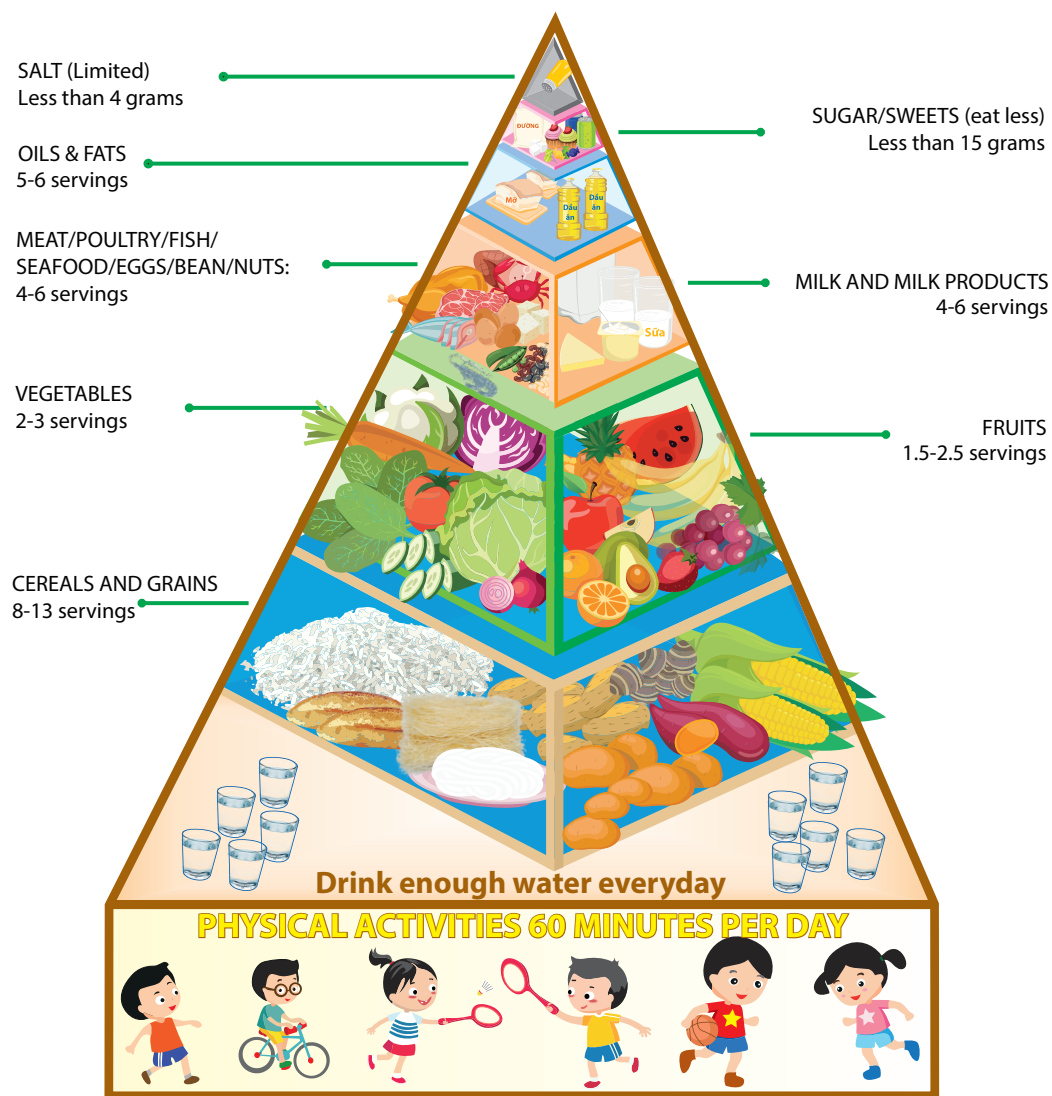 SALT (Limited)
Less than 4 grams
SUGAR/SWEETS (eat less)
Less than 15 grams
ĐƯỜNG
OILS & FATS
5-6 servings
Mỡ
Dầu
ăn
Dầu
ăn
MEAT/POULTRY/FISH/
SEAFOOD/EGGS/BEAN/NUTS:
4-6 servings
MILK AND MILK PRODUCTS
4-6 servings
Sữa
VEGETABLES
2-3 servings
FRUITS
1.5-2.5 servings
CEREALS AND GRAINS
8-13 servings
Drink enough water everyday
PHYSICAL ACTIVITIES 60 MINUTES PER DAY